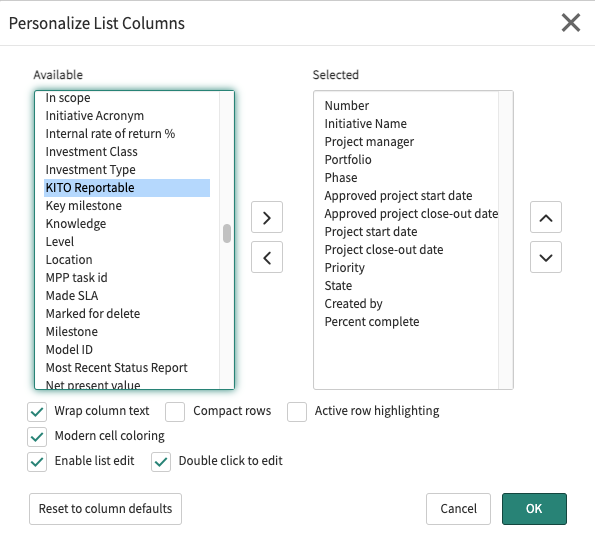 Personalize List Columns
Available
In scope
Initiative Acronym
Internal rate of return %
Investment Class
Investment Type
KITO Reportable
Key milestone
Knowledge
Level
Location
MPP task id
Made SLA
Marked for delete
Milestone
Model ID
Most Recent Status Report
Net present value
Selected
Number
Initiative Name
Project manager
Portfolio
Phase
Approved project start date
Approved project close-out date
Project start date
Project close-out date
Priority
State
Created by
Percent complete
Wrap column text Compact rows Active row highlighting
Modern cell coloring
Enable list edit Double click to edit
Reset to column defaults Cancel OK